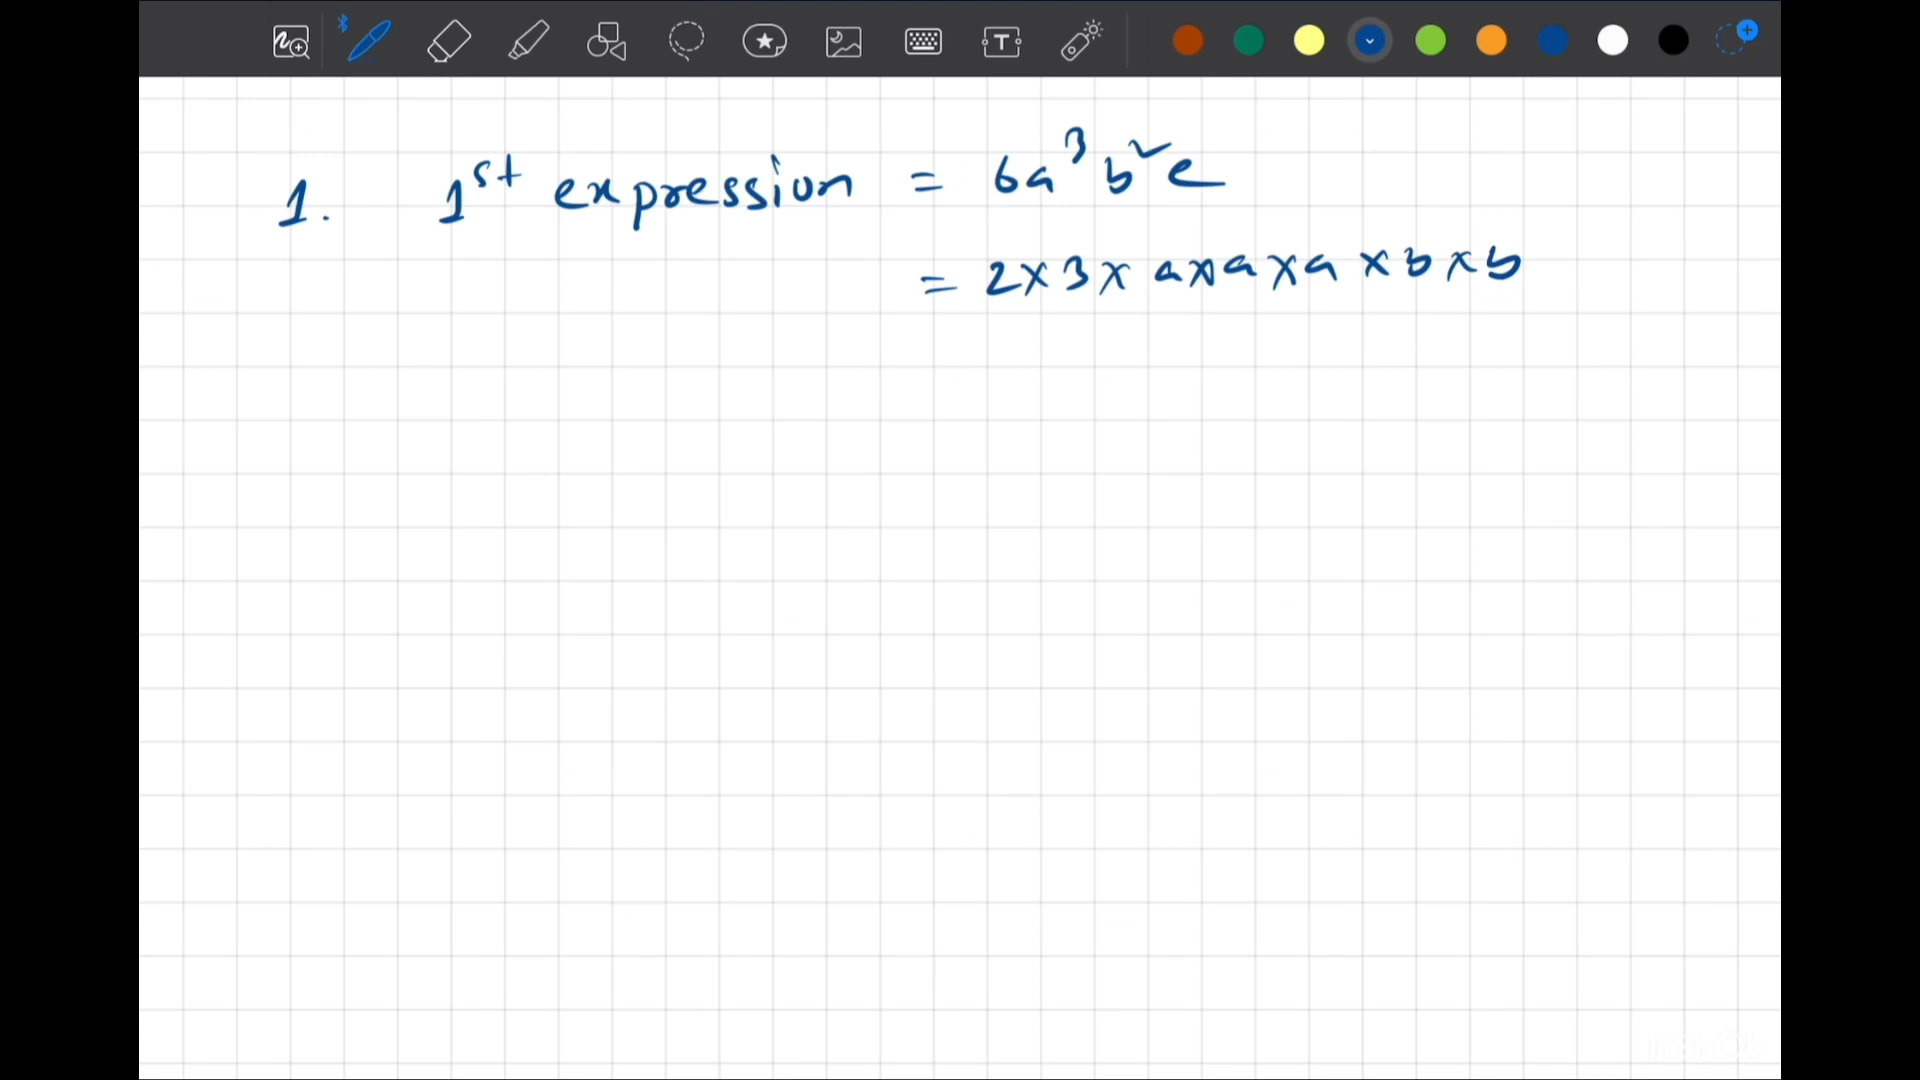 1. 1st expression = 6a³b²c
= 2×3× a×a×a×b×b